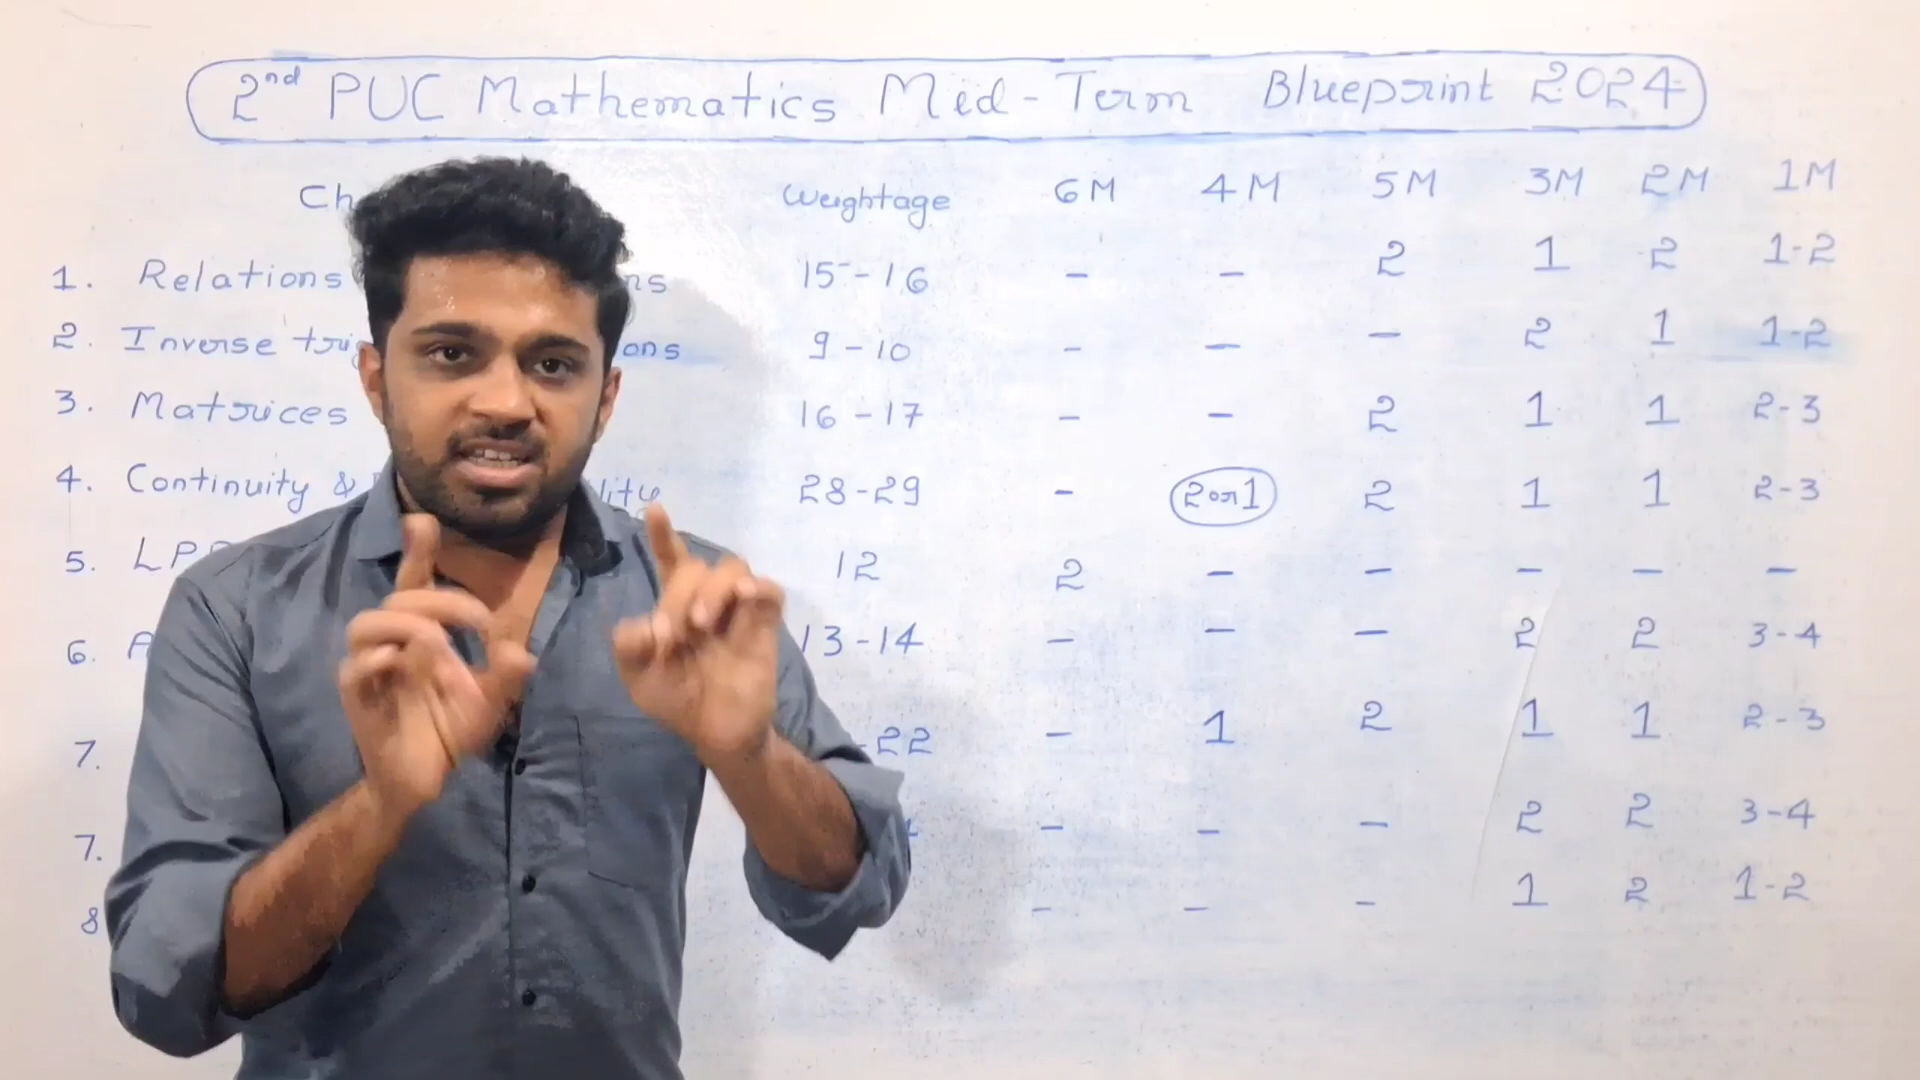 2nd PUC Mathematics Mid-Term Blueprint 2024
Weightage 6M 4M 5M 3M 2M 1M
1. Relations 15-16 - - 2 1 2 1-2
2. Inverse 9-10 - - - 2 1 1-2
3. Matrices 16-17 - - 2 1 1 2-3
4. Continuity & 28-29 - 2 or 1 2 1 1 2-3
5. 12 2 - - - - -
6. 13-14 - - - 2 2 3-4
7. -22 - 1 2 1 1 2-3
7. - - - 2 2 3-4
8 - - - 1 2 1-2